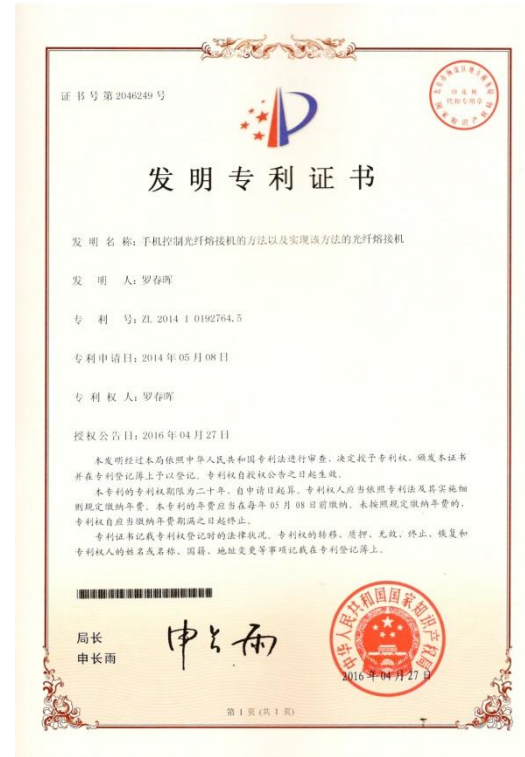 证书号第2046249号
发明专利证书
发 明 名 称：手机控制光纤熔接机的方法以及实现该方法的光纤熔接机
发 明 人：罗春晖
专 利 号：ZL 2014 1 0192764.5
专利申请日：2014年05月08日
专 利 权 人：罗春晖
授权公告日：2016年04月27日
本发明经过本局依照中华人民共和国专利法进行审查，决定授予专利权，颁发本证书
并在专利登记簿上予以登记。专利权自授权公告之日起生效。
本专利的专利权期限为二十年，自申请日起算。专利权人应当依照专利法及其实施细
则规定缴纳年费。本专利的年费应当在每年05月08日前缴纳。未按照规定缴纳年费的，
专利权自应当缴纳年费期满之日起终止。
专利证书记载专利权登记时的法律状况。专利权的转移、质押、无效、终止、恢复和
专利权人的姓名或名称、国籍、地址变更等事项记载在专利登记簿上。
局长
申长雨
申长雨
中华人民共和国国家知识产权局
2016年04月27日
第 1 页 (共 1 页)